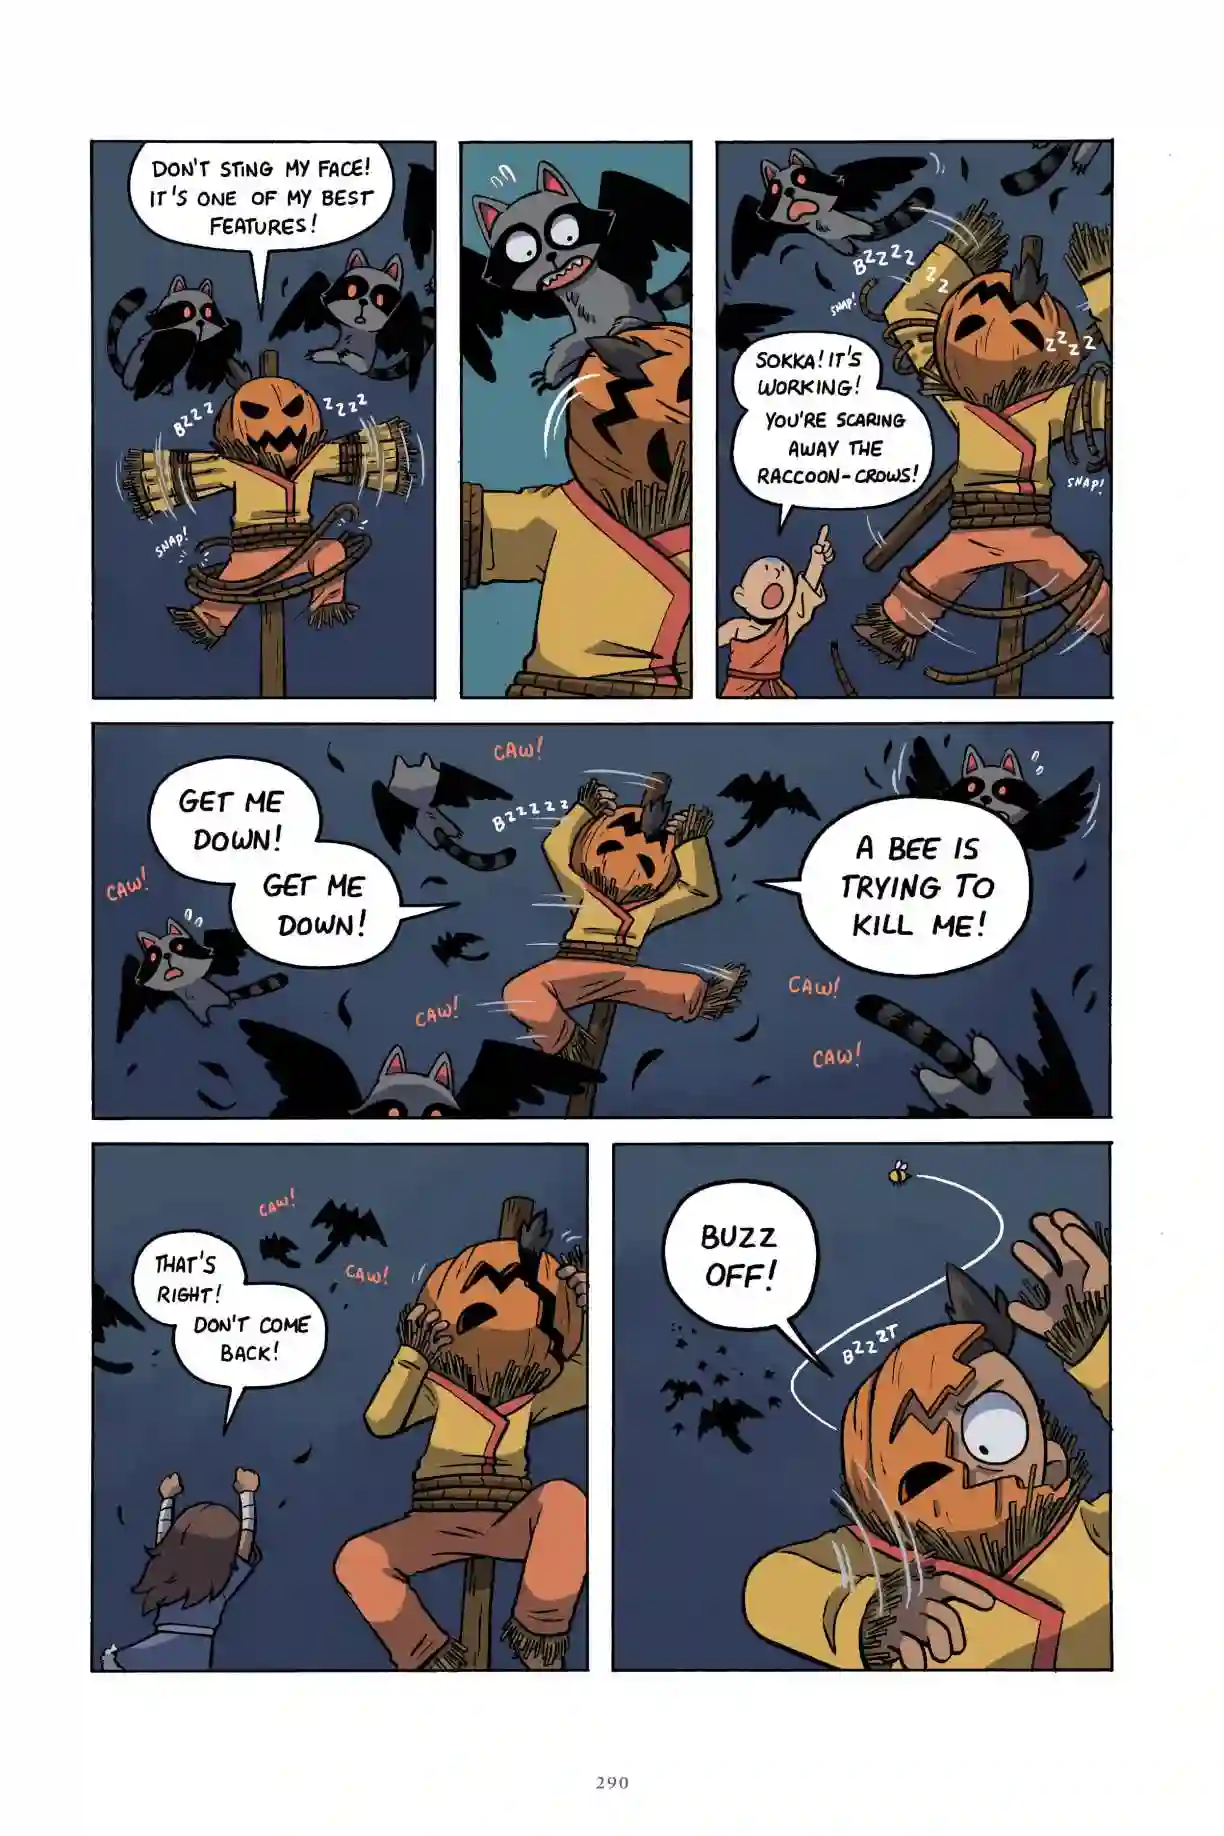 DON'T STING MY FACE!
IT'S ONE OF MY BEST
FEATURES!
BZZZ
ZZZZ
SNAP!
BZZZZ
ZZ
SNAP!
ZZZZ
SOKKA! IT'S
WORKING!
YOU'RE SCARING
AWAY THE
RACCOON-CROWS!
SNAP!
CAW!
GET ME
DOWN!
BZZZZZZ
A BEE IS
TRYING TO
KILL ME!
CAW!
GET ME
DOWN!
CAW!
CAW!
CAW!
CAW!
CAW!
THAT'S
RIGHT!
DON'T COME
BACK!
BUZZ
OFF!
BZZZT
290